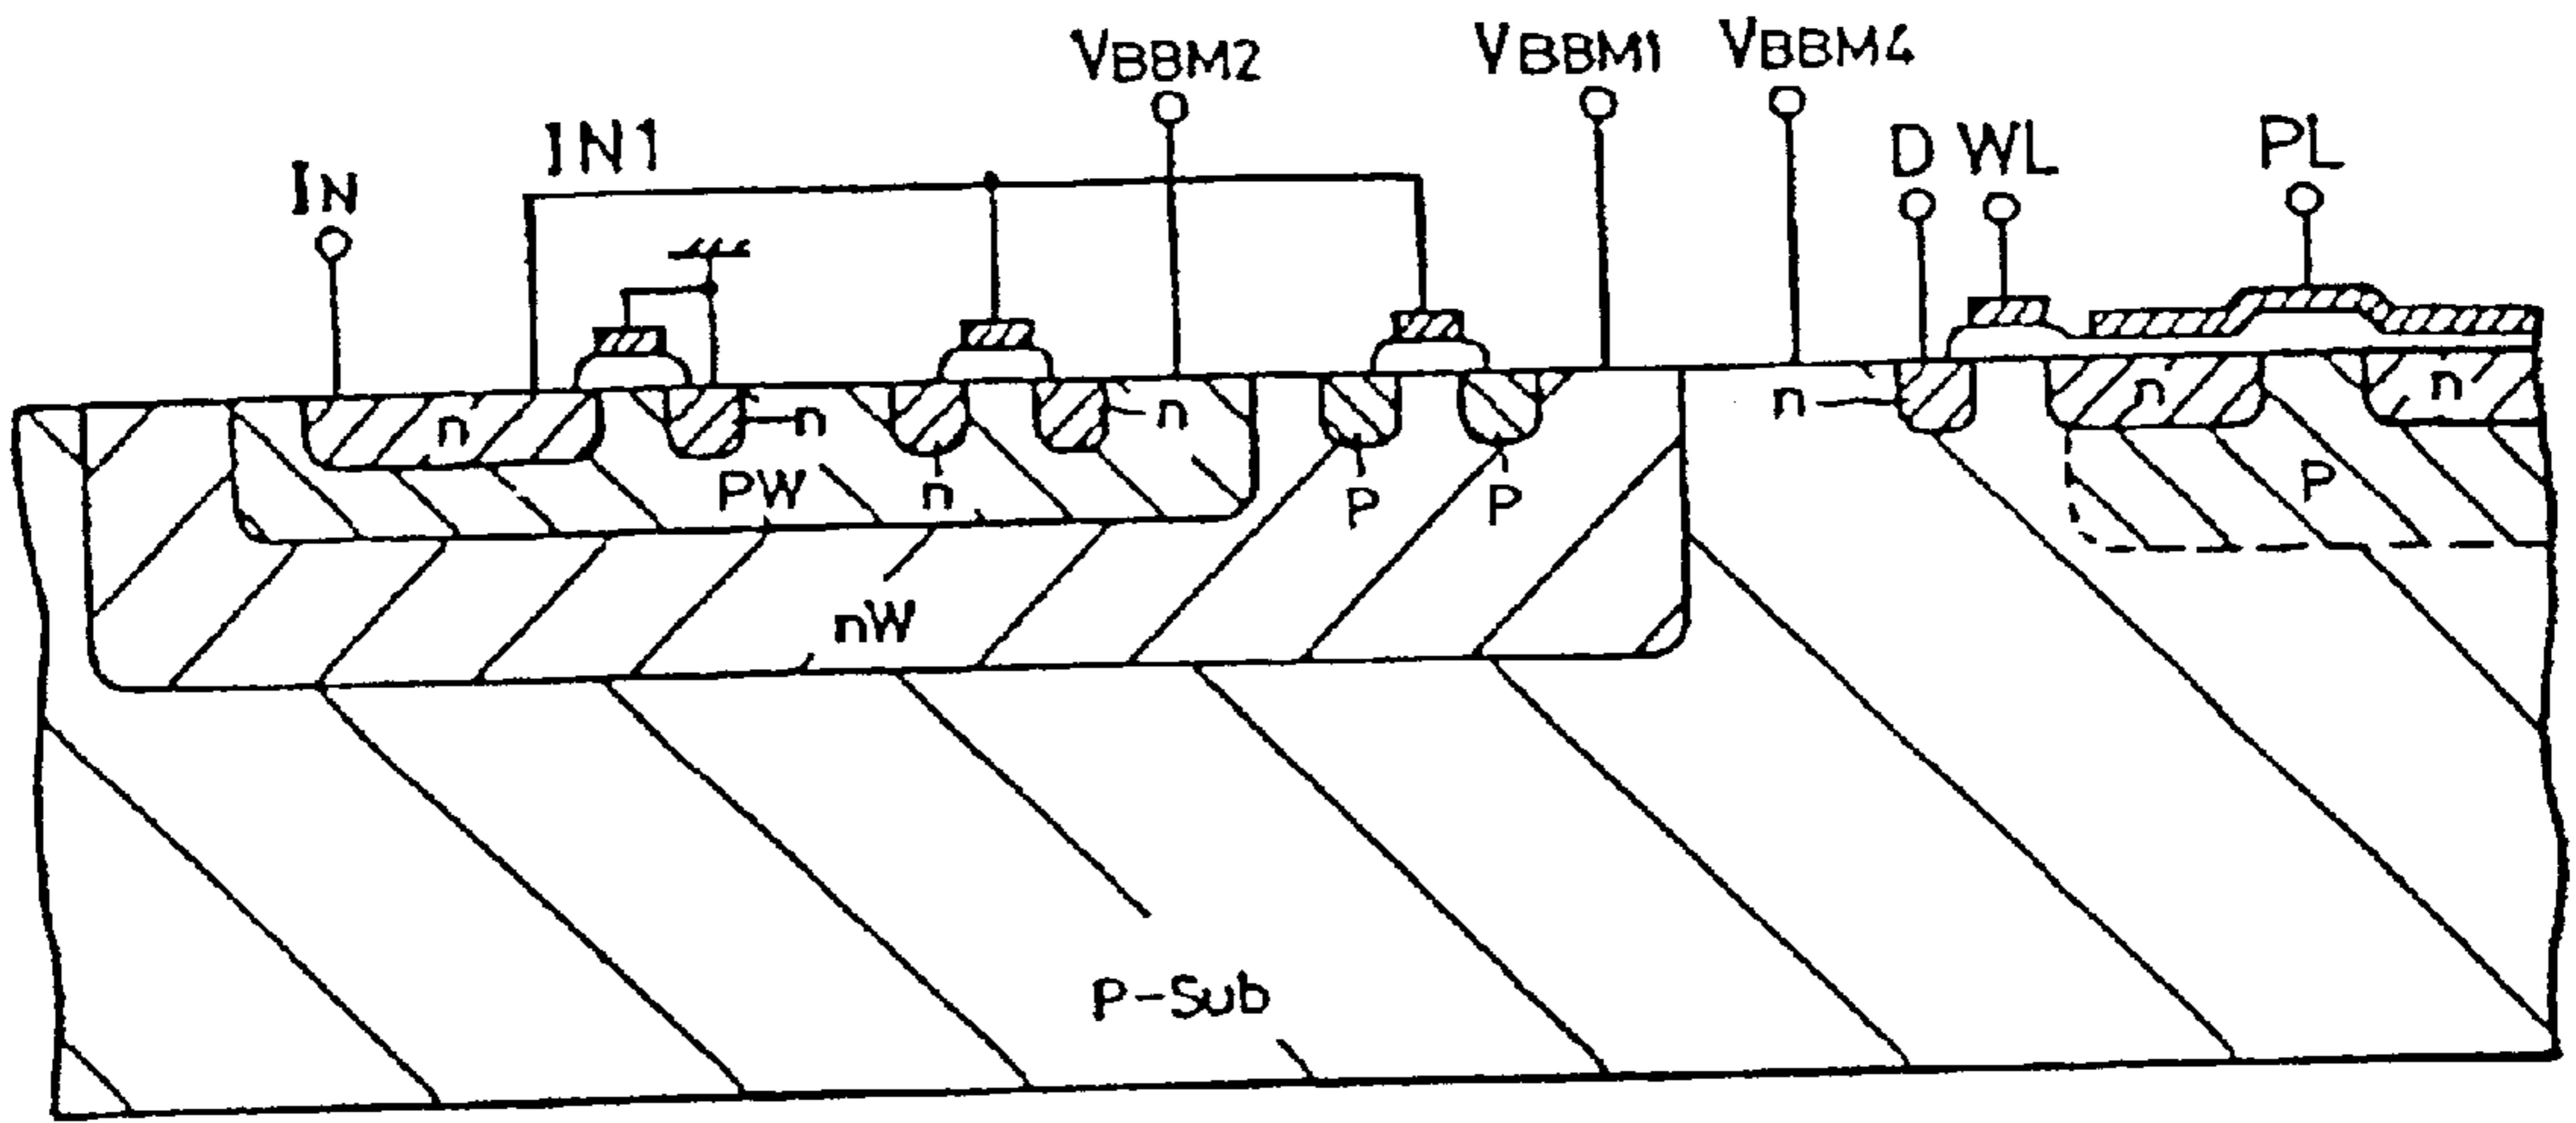 VBBM2 VBBM1 VBBM4
IN IN1 D WL PL
n n n n n n
PW n P P P
nW
P-Sub